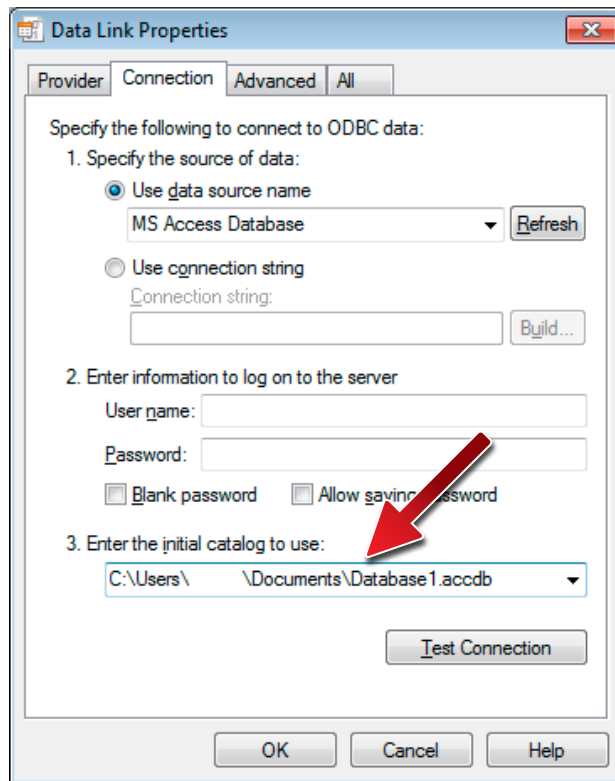 Data Link Properties
Provider Connection Advanced All
Specify the following to connect to ODBC data:
1. Specify the source of data:
Use data source name
MS Access Database Refresh
Use connection string
Connection string:
Build...
2. Enter information to log on to the server
User name:
Password:
Blank password Allow saving password
3. Enter the initial catalog to use:
C:\Users\ \Documents\Database1.accdb
Test Connection
OK Cancel Help